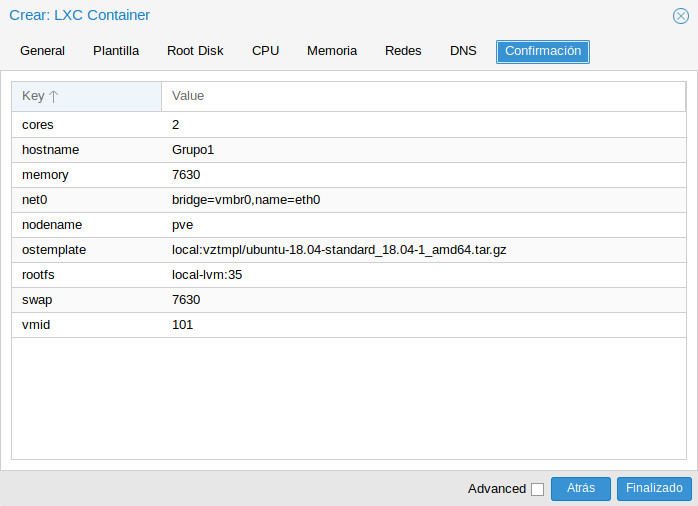 Crear: LXC Container
General Plantilla Root Disk CPU Memoria Redes DNS Confirmación
Key Value
cores 2
hostname Grupo1
memory 7630
net0 bridge=vmbr0,name=eth0
nodename pve
ostemplate local:vztmpl/ubuntu-18.04-standard_18.04-1_amd64.tar.gz
rootfs local-lvm:35
swap 7630
vmid 101
Advanced Atrás Finalizado